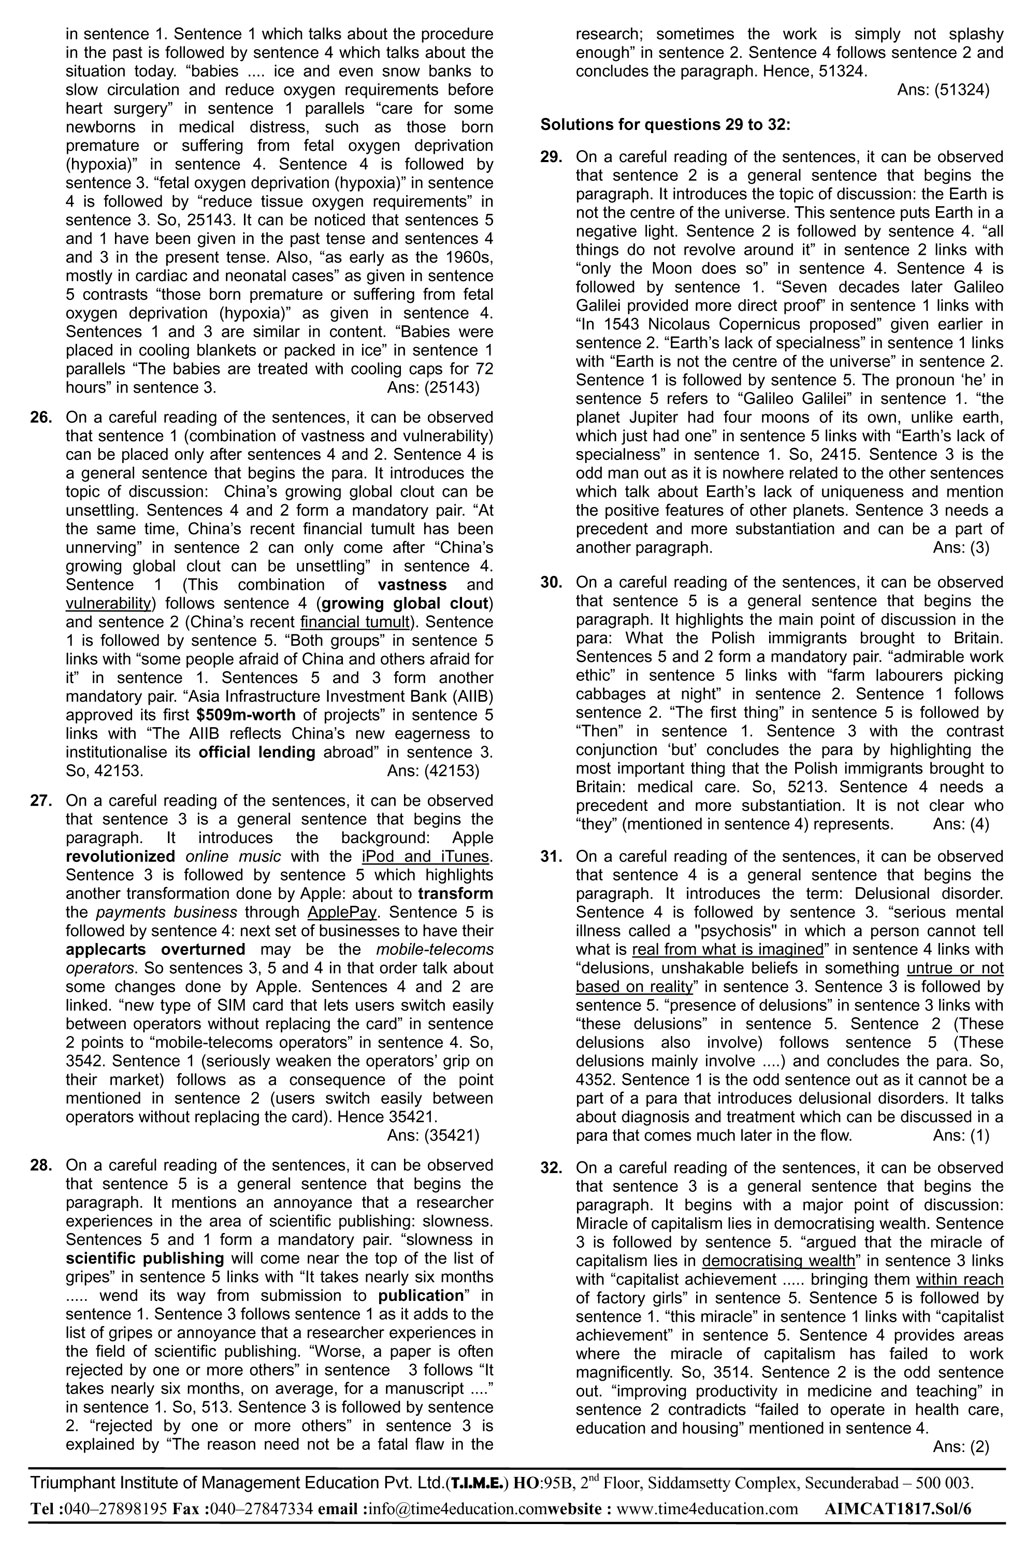 in sentence 1. Sentence 1 which talks about the procedure
in the past is followed by sentence 4 which talks about the
situation today. “babies .... ice and even snow banks to
slow circulation and reduce oxygen requirements before
heart surgery” in sentence 1 parallels “care for some
newborns in medical distress, such as those born
premature or suffering from fetal oxygen deprivation
(hypoxia)” in sentence 4. Sentence 4 is followed by
sentence 3. “fetal oxygen deprivation (hypoxia)” in sentence
4 is followed by “reduce tissue oxygen requirements” in
sentence 3. So, 25143. It can be noticed that sentences 5
and 1 have been given in the past tense and sentences 4
and 3 in the present tense. Also, “as early as the 1960s,
mostly in cardiac and neonatal cases” as given in sentence
5 contrasts “those born premature or suffering from fetal
oxygen deprivation (hypoxia)” as given in sentence 4.
Sentences 1 and 3 are similar in content. “Babies were
placed in cooling blankets or packed in ice” in sentence 1
parallels “The babies are treated with cooling caps for 72
hours” in sentence 3. Ans: (25143)
26. On a careful reading of the sentences, it can be observed
that sentence 1 (combination of vastness and vulnerability)
can be placed only after sentences 4 and 2. Sentence 4 is
a general sentence that begins the para. It introduces the
topic of discussion: China’s growing global clout can be
unsettling. Sentences 4 and 2 form a mandatory pair. “At
the same time, China’s recent financial tumult has been
unnerving” in sentence 2 can only come after “China’s
growing global clout can be unsettling” in sentence 4.
Sentence 1 (This combination of vastness and
vulnerability) follows sentence 4 (growing global clout)
and sentence 2 (China’s recent financial tumult). Sentence
1 is followed by sentence 5. “Both groups” in sentence 5
links with “some people afraid of China and others afraid for
it” in sentence 1. Sentences 5 and 3 form another
mandatory pair. “Asia Infrastructure Investment Bank (AIIB)
approved its first $509m-worth of projects” in sentence 5
links with “The AIIB reflects China’s new eagerness to
institutionalise its official lending abroad” in sentence 3.
So, 42153. Ans: (42153)
27. On a careful reading of the sentences, it can be observed
that sentence 3 is a general sentence that begins the
paragraph. It introduces the background: Apple
revolutionized online music with the iPod and iTunes.
Sentence 3 is followed by sentence 5 which highlights
another transformation done by Apple: about to transform
the payments business through ApplePay. Sentence 5 is
followed by sentence 4: next set of businesses to have their
applecarts overturned may be the mobile-telecoms
operators. So sentences 3, 5 and 4 in that order talk about
some changes done by Apple. Sentences 4 and 2 are
linked. “new type of SIM card that lets users switch easily
between operators without replacing the card” in sentence
2 points to “mobile-telecoms operators” in sentence 4. So,
3542. Sentence 1 (seriously weaken the operators’ grip on
their market) follows as a consequence of the point
mentioned in sentence 2 (users switch easily between
operators without replacing the card). Hence 35421.
Ans: (35421)
28. On a careful reading of the sentences, it can be observed
that sentence 5 is a general sentence that begins the
paragraph. It mentions an annoyance that a researcher
experiences in the area of scientific publishing: slowness.
Sentences 5 and 1 form a mandatory pair. “slowness in
scientific publishing will come near the top of the list of
gripes” in sentence 5 links with “It takes nearly six months
..... wend its way from submission to publication” in
sentence 1. Sentence 3 follows sentence 1 as it adds to the
list of gripes or annoyance that a researcher experiences in
the field of scientific publishing. “Worse, a paper is often
rejected by one or more others” in sentence 3 follows “It
takes nearly six months, on average, for a manuscript ....”
in sentence 1. So, 513. Sentence 3 is followed by sentence
2. “rejected by one or more others” in sentence 3 is
explained by “The reason need not be a fatal flaw in the
research; sometimes the work is simply not splashy
enough” in sentence 2. Sentence 4 follows sentence 2 and
concludes the paragraph. Hence, 51324.
Ans: (51324)
Solutions for questions 29 to 32:
29. On a careful reading of the sentences, it can be observed
that sentence 2 is a general sentence that begins the
paragraph. It introduces the topic of discussion: the Earth is
not the centre of the universe. This sentence puts Earth in a
negative light. Sentence 2 is followed by sentence 4. “all
things do not revolve around it” in sentence 2 links with
“only the Moon does so” in sentence 4. Sentence 4 is
followed by sentence 1. “Seven decades later Galileo
Galilei provided more direct proof” in sentence 1 links with
“In 1543 Nicolaus Copernicus proposed” given earlier in
sentence 2. “Earth’s lack of specialness” in sentence 1 links
with “Earth is not the centre of the universe” in sentence 2.
Sentence 1 is followed by sentence 5. The pronoun ‘he’ in
sentence 5 refers to “Galileo Galilei” in sentence 1. “the
planet Jupiter had four moons of its own, unlike earth,
which just had one” in sentence 5 links with “Earth’s lack of
specialness” in sentence 1. So, 2415. Sentence 3 is the
odd man out as it is nowhere related to the other sentences
which talk about Earth’s lack of uniqueness and mention
the positive features of other planets. Sentence 3 needs a
precedent and more substantiation and can be a part of
another paragraph. Ans: (3)
30. On a careful reading of the sentences, it can be observed
that sentence 5 is a general sentence that begins the
paragraph. It highlights the main point of discussion in the
para: What the Polish immigrants brought to Britain.
Sentences 5 and 2 form a mandatory pair. “admirable work
ethic” in sentence 5 links with “farm labourers picking
cabbages at night” in sentence 2. Sentence 1 follows
sentence 2. “The first thing” in sentence 5 is followed by
“Then” in sentence 1. Sentence 3 with the contrast
conjunction ‘but’ concludes the para by highlighting the
most important thing that the Polish immigrants brought to
Britain: medical care. So, 5213. Sentence 4 needs a
precedent and more substantiation. It is not clear who
“they” (mentioned in sentence 4) represents. Ans: (4)
31. On a careful reading of the sentences, it can be observed
that sentence 4 is a general sentence that begins the
paragraph. It introduces the term: Delusional disorder.
Sentence 4 is followed by sentence 3. “serious mental
illness called a "psychosis" in which a person cannot tell
what is real from what is imagined” in sentence 4 links with
“delusions, unshakable beliefs in something untrue or not
based on reality” in sentence 3. Sentence 3 is followed by
sentence 5. “presence of delusions” in sentence 3 links with
“these delusions” in sentence 5. Sentence 2 (These
delusions also involve) follows sentence 5 (These
delusions mainly involve ....) and concludes the para. So,
4352. Sentence 1 is the odd sentence out as it cannot be a
part of a para that introduces delusional disorders. It talks
about diagnosis and treatment which can be discussed in a
para that comes much later in the flow. Ans: (1)
32. On a careful reading of the sentences, it can be observed
that sentence 3 is a general sentence that begins the
paragraph. It begins with a major point of discussion:
Miracle of capitalism lies in democratising wealth. Sentence
3 is followed by sentence 5. “argued that the miracle of
capitalism lies in democratising wealth” in sentence 3 links
with “capitalist achievement ..... bringing them within reach
of factory girls” in sentence 5. Sentence 5 is followed by
sentence 1. “this miracle” in sentence 1 links with “capitalist
achievement” in sentence 5. Sentence 4 provides areas
where the miracle of capitalism has failed to work
magnificently. So, 3514. Sentence 2 is the odd sentence
out. “improving productivity in medicine and teaching” in
sentence 2 contradicts “failed to operate in health care,
education and housing” mentioned in sentence 4.
Ans: (2)
Triumphant Institute of Management Education Pvt. Ltd.(T.I.M.E.) HO:95B, 2nd Floor, Siddamsetty Complex, Secunderabad – 500 003.
Tel :040–27898195 Fax :040–27847334 email :info@time4education.comwebsite : www.time4education.com AIMCAT1817.Sol/6